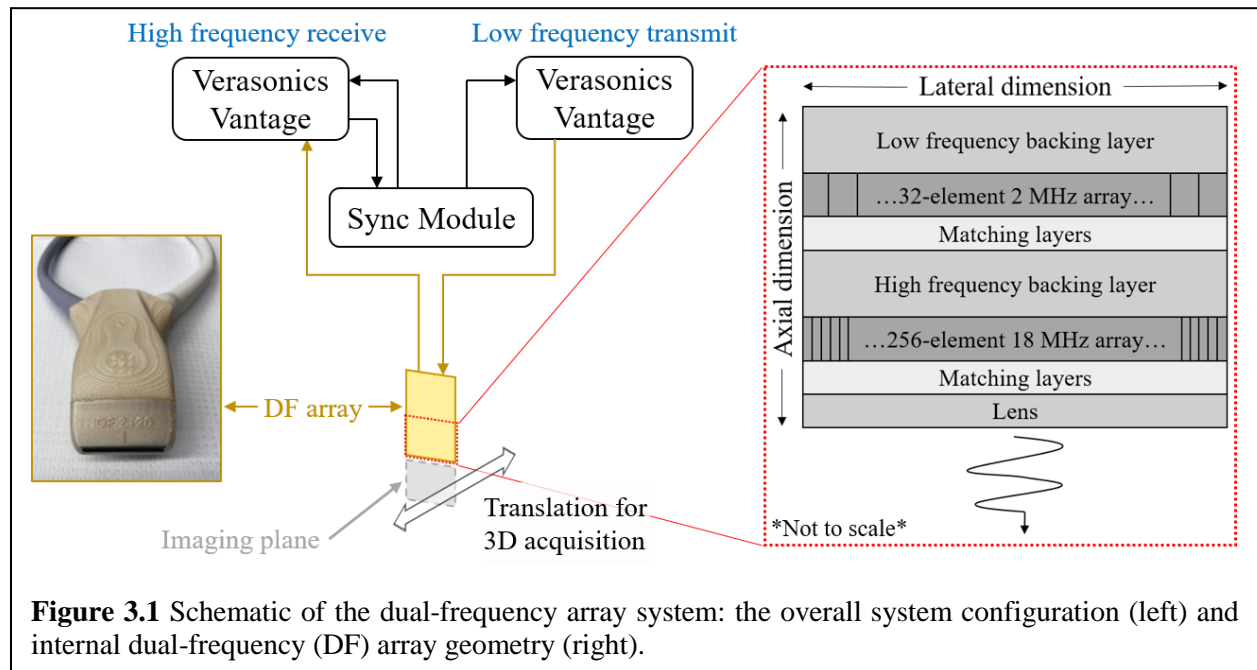 High frequency receive
Low frequency transmit
Verasonics
Vantage
Verasonics
Vantage
Sync Module
DF array
Imaging plane
Translation for
3D acquisition
Lateral dimension
Axial dimension
Low frequency backing layer
...32-element 2 MHz array...
Matching layers
High frequency backing layer
...256-element 18 MHz array...
Matching layers
Lens
*Not to scale*
Figure 3.1 Schematic of the dual-frequency array system: the overall system configuration (left) and
internal dual-frequency (DF) array geometry (right).